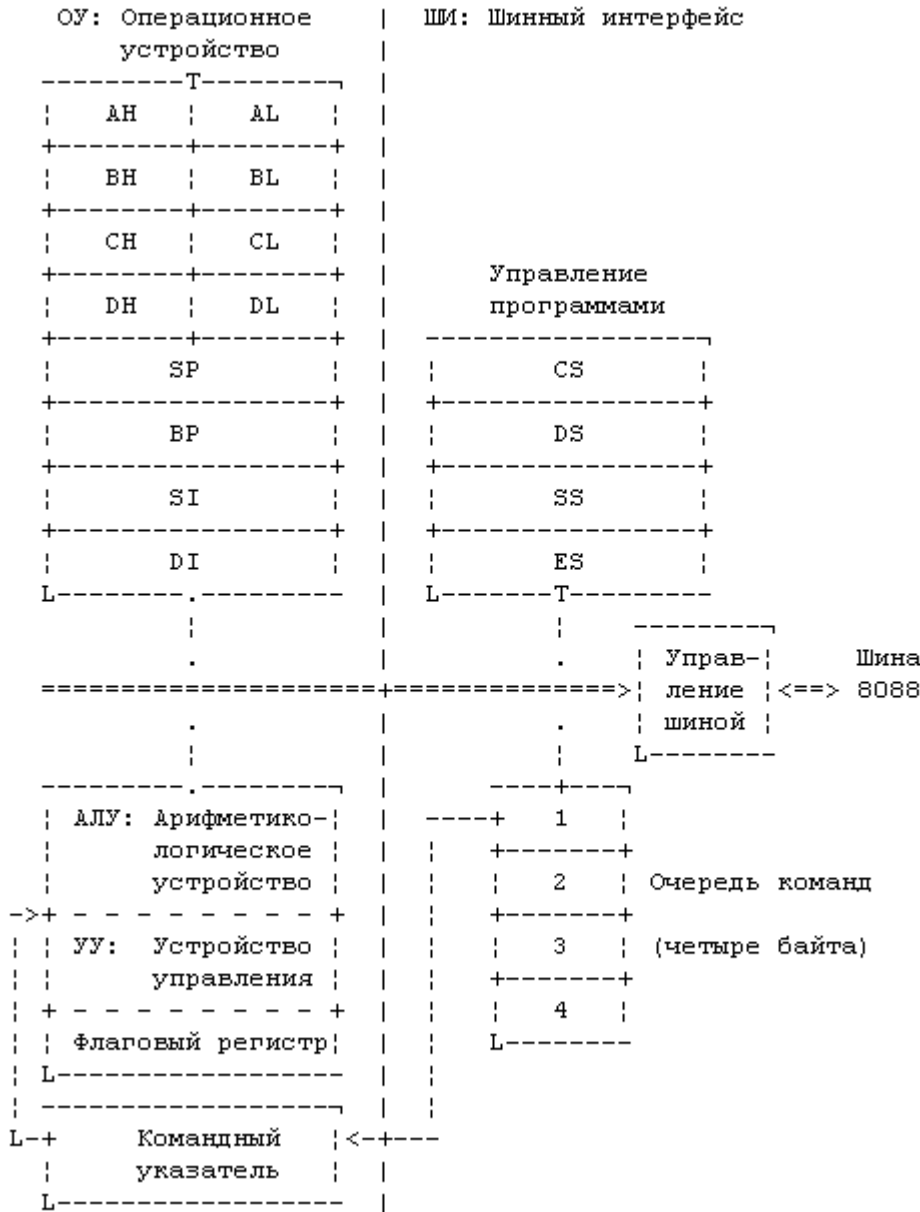 ОУ: Операционное устройство
ШИ: Шинный интерфейс
AH AL
BH BL
CH CL
DH DL
SP
BP
SI
DI
Управление
программами
CS
DS
SS
ES
Управ-
ление
шиной
Шина
8088
АЛУ: Арифметико-
логическое
устройство
УУ: Устройство
управления
Флаговый регистр
1
2 Очередь команд
3 (четыре байта)
4
Командный
указатель